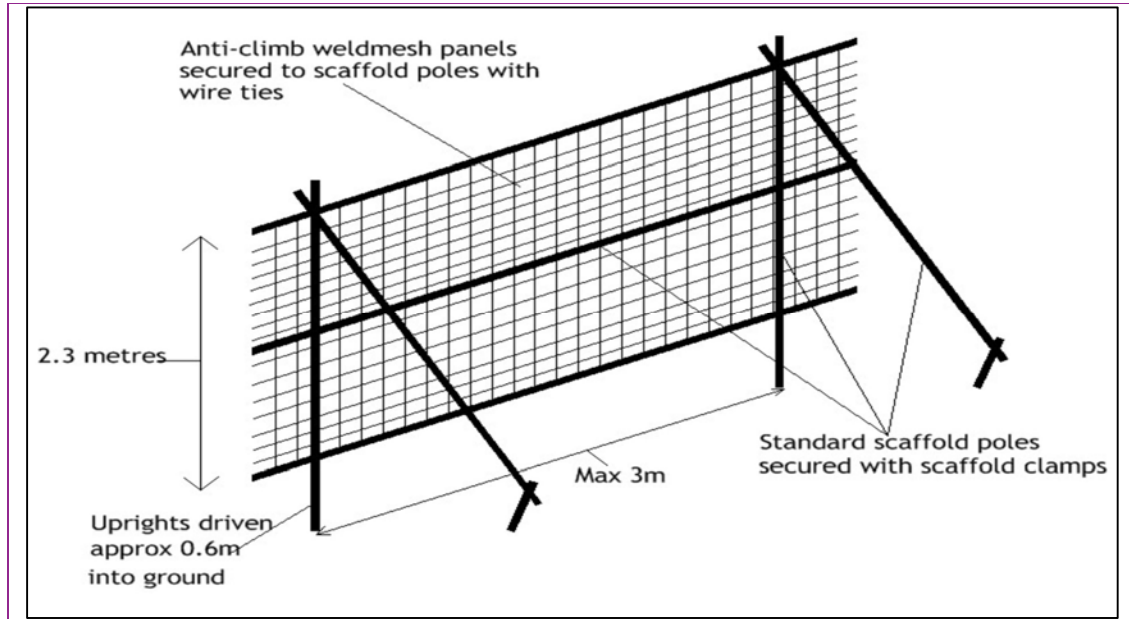 Anti-climb weldmesh panels
secured to scaffold poles with
wire ties
2.3 metres
Standard scaffold poles
secured with scaffold clamps
Max 3m
Uprights driven
approx 0.6m
into ground